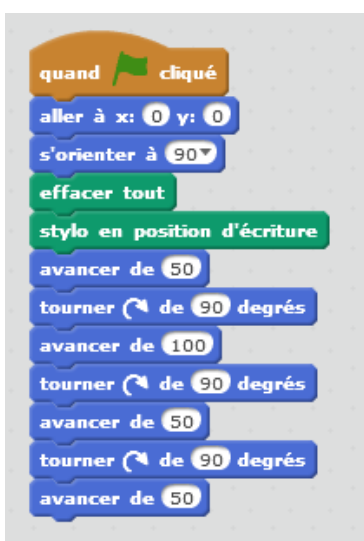 quand cliqué
aller à x: 0 y: 0
s'orienter à 90
effacer tout
stylo en position d'écriture
avancer de 50
tourner de 90 degrés
avancer de 100
tourner de 90 degrés
avancer de 50
tourner de 90 degrés
avancer de 50